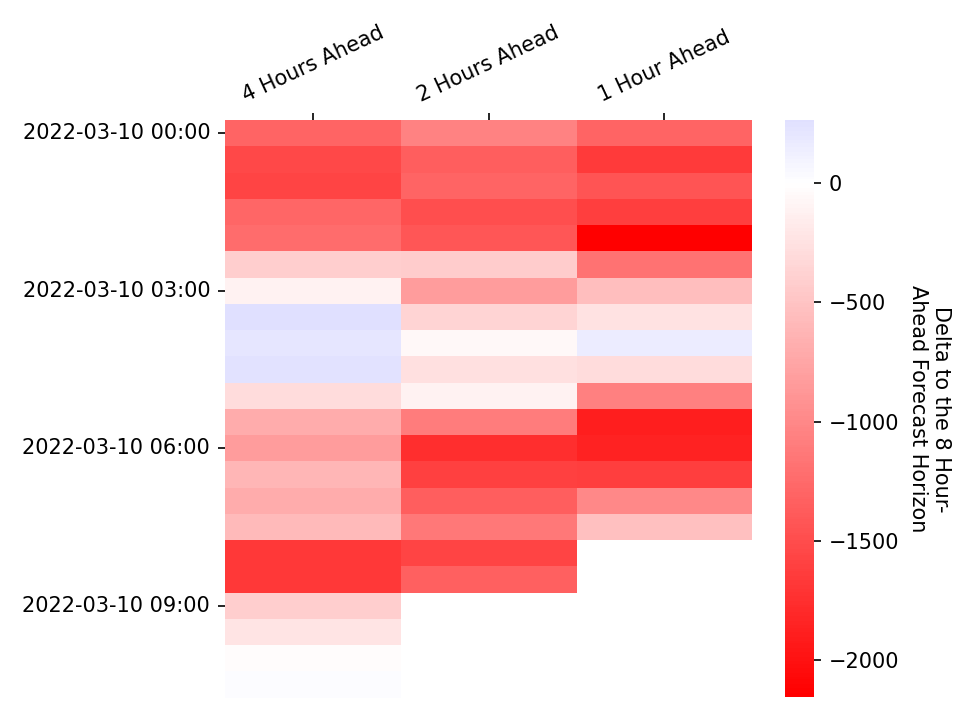 4 Hours Ahead
2 Hours Ahead
1 Hour Ahead
2022-03-10 00:00
2022-03-10 03:00
2022-03-10 06:00
2022-03-10 09:00
0
−500
−1000
−1500
−2000
Delta to the 8 Hour-
Ahead Forecast Horizon